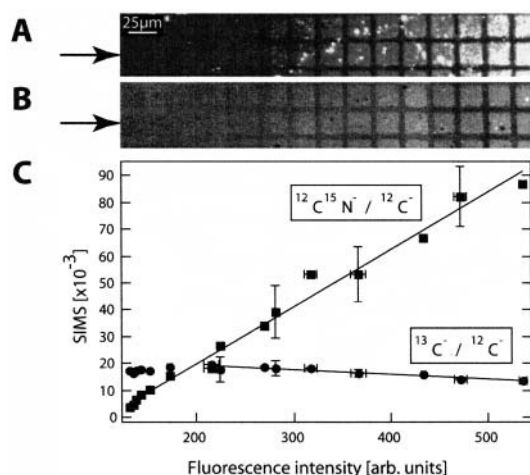 A
25μm
B
C
90
80
70
60
50
40
30
20
10
0
SIMS [x10⁻³]
¹²C¹⁵N⁻ / ¹²C⁻
¹³C⁻ / ¹²C⁻
200 300 400 500
Fluorescence intensity [arb. units]